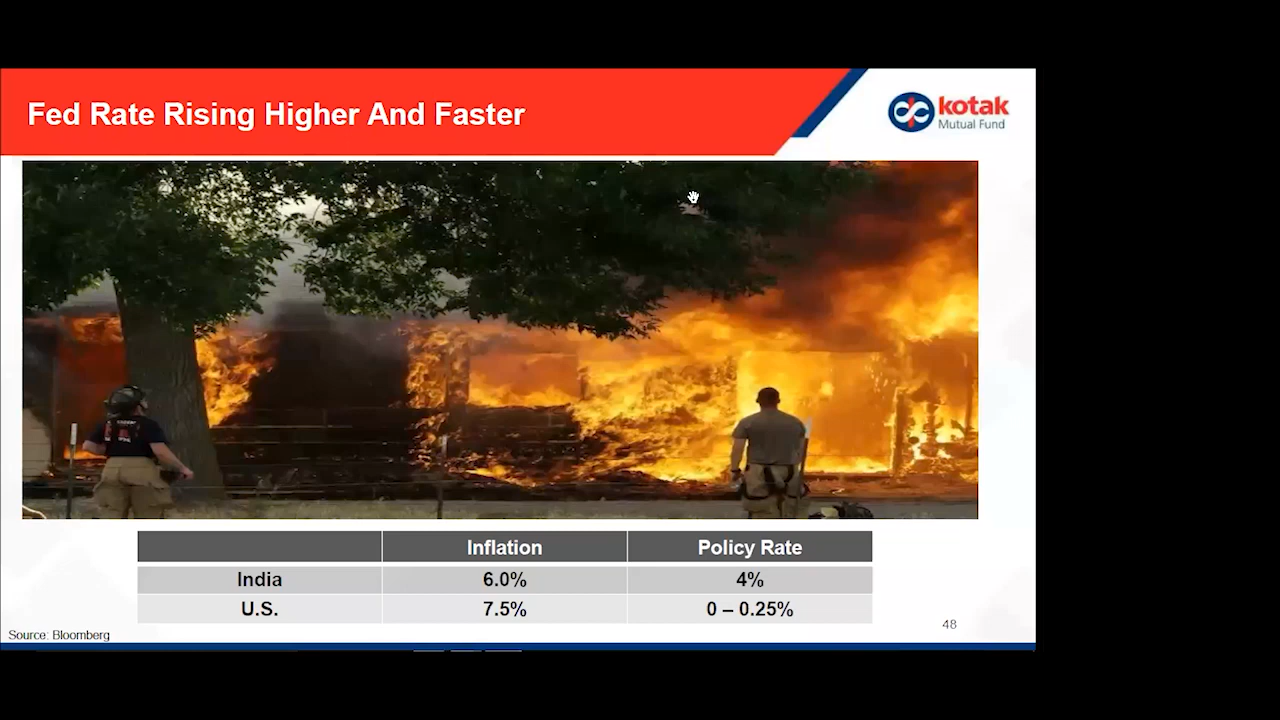 Fed Rate Rising Higher And Faster
kotak
Mutual Fund
Inflation Policy Rate
India 6.0% 4%
U.S. 7.5% 0 – 0.25%
48
Source: Bloomberg